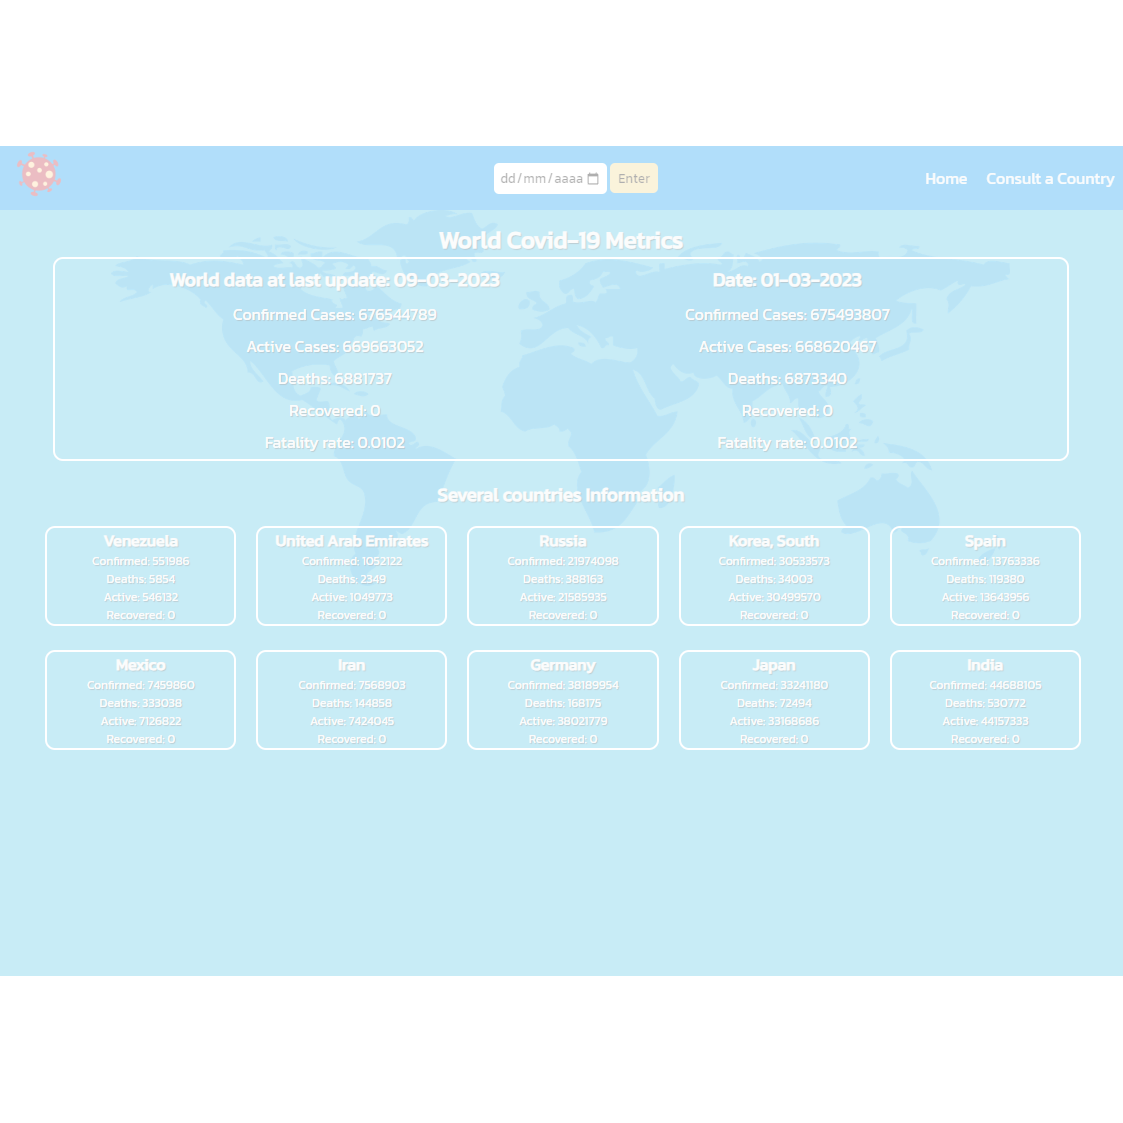 dd/mm/aaaa Enter Home Consult a Country
World Covid-19 Metrics
World data at last update: 09-03-2023
Confirmed Cases: 676544789
Active Cases: 669663052
Deaths: 6881737
Recovered: 0
Fatality rate: 0.0102
Date: 01-03-2023
Confirmed Cases: 675493807
Active Cases: 668620467
Deaths: 6873340
Recovered: 0
Fatality rate: 0.0102
Several countries Information
Venezuela
Confirmed: 551986
Deaths: 5854
Active: 546132
Recovered: 0
United Arab Emirates
Confirmed: 1052122
Deaths: 2349
Active: 1049773
Recovered: 0
Russia
Confirmed: 21974098
Deaths: 388163
Active: 21585935
Recovered: 0
Korea, South
Confirmed: 30533573
Deaths: 34003
Active: 30499570
Recovered: 0
Spain
Confirmed: 13763336
Deaths: 119380
Active: 13643956
Recovered: 0
Mexico
Confirmed: 7459860
Deaths: 333038
Active: 7126822
Recovered: 0
Iran
Confirmed: 7568903
Deaths: 144858
Active: 7424045
Recovered: 0
Germany
Confirmed: 38189954
Deaths: 168175
Active: 38021779
Recovered: 0
Japan
Confirmed: 33241180
Deaths: 72494
Active: 33168686
Recovered: 0
India
Confirmed: 44688105
Deaths: 530772
Active: 44157333
Recovered: 0